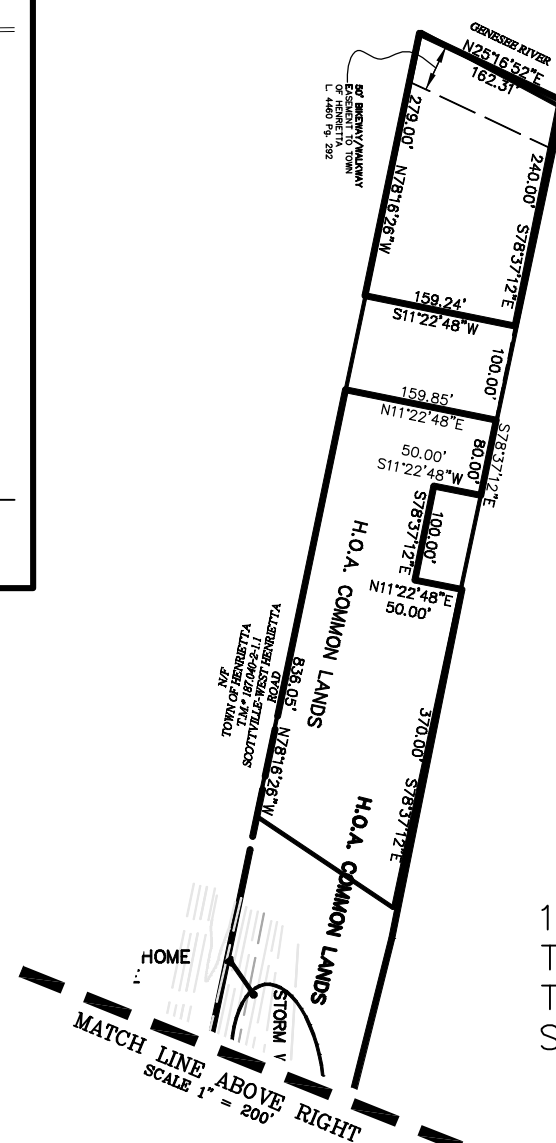 GENESEE RIVER
N25°16'52"E
162.31'
50' BIKEWAY/WALKWAY
EASEMENT TO TOWN
OF HENRIETTA
L. 4460 Pg. 292
279.00' N78°16'26"W
240.00' S78°37'12"E
159.24'
S11°22'48"W
100.00'
159.85'
N11°22'48"E
S78°37'12"E
80.00'
50.00'
S11°22'48"W
S78°37'12"E
100.00'
N11°22'48"E
50.00'
H.O.A. COMMON LANDS
N/F
TOWN OF HENRIETTA
T.M.# 187.040-2-1.1
SCOTTVILLE-WEST HENRIETTA
ROAD
836.05' N78°16'26"W
370.00' S78°37'12"E
H.O.A. COMMON LANDS
HOME
STORM
MATCH LINE ABOVE RIGHT
SCALE 1" = 200'
1
T
T
S